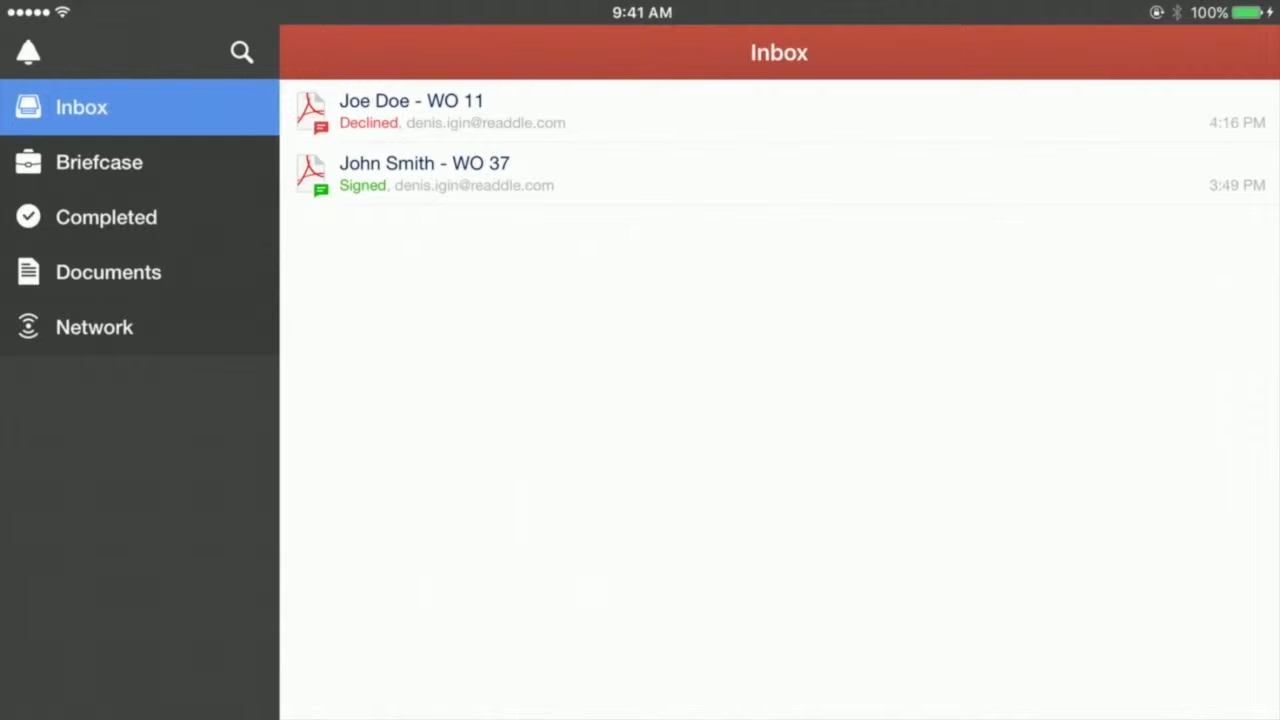 9:41 AM
100%
Inbox
Inbox
Briefcase
Completed
Documents
Network
Joe Doe - WO 11
Declined, denis.igin@readdle.com
4:16 PM
John Smith - WO 37
Signed, denis.igin@readdle.com
3:49 PM